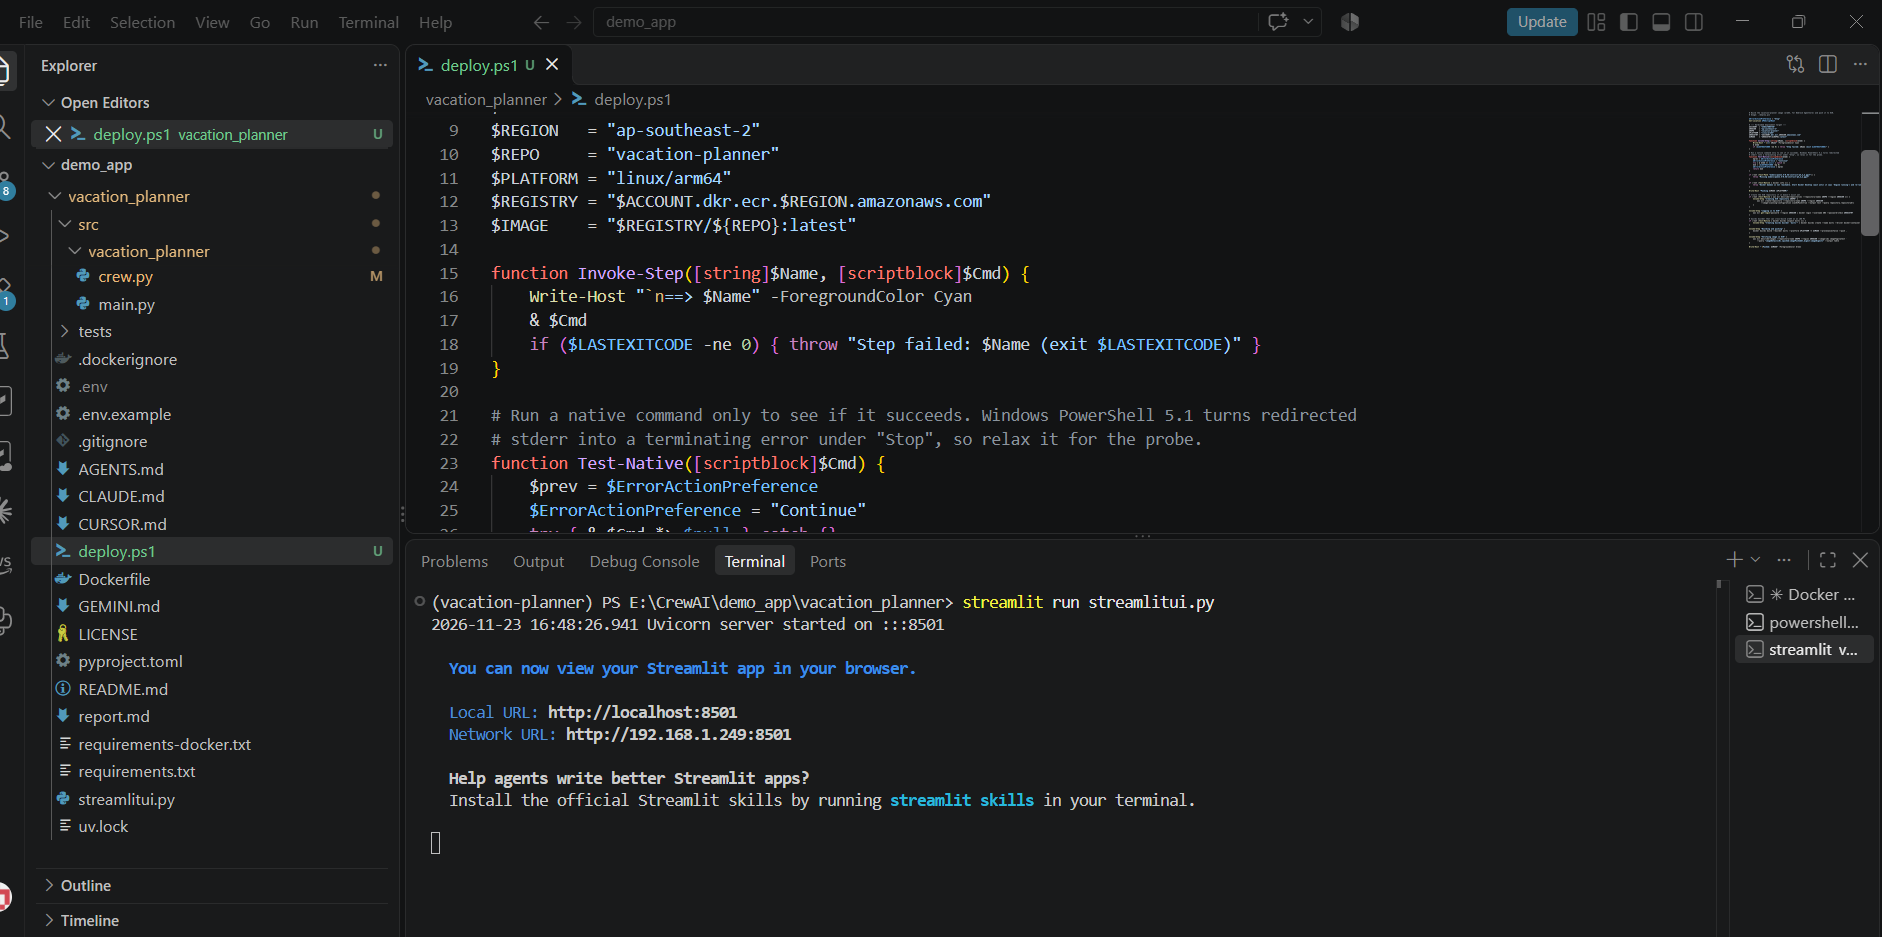 File Edit Selection View Go Run Terminal Help
demo_app
Update
Explorer
Open Editors
deploy.ps1 vacation_planner U
demo_app
vacation_planner
src
vacation_planner
crew.py M
main.py
tests
.dockerignore
.env
.env.example
.gitignore
AGENTS.md
CLAUDE.md
CURSOR.md
deploy.ps1 U
Dockerfile
GEMINI.md
LICENSE
pyproject.toml
README.md
report.md
requirements-docker.txt
requirements.txt
streamlitui.py
uv.lock
Outline
Timeline
8
1
deploy.ps1 U
vacation_planner > deploy.ps1
9 $REGION = "ap-southeast-2"
10 $REPO = "vacation-planner"
11 $PLATFORM = "linux/arm64"
12 $REGISTRY = "$ACCOUNT.dkr.ecr.$REGION.amazonaws.com"
13 $IMAGE = "$REGISTRY/${REPO}:latest"
14
15 function Invoke-Step([string]$Name, [scriptblock]$Cmd) {
16 Write-Host "`n==> $Name" -ForegroundColor Cyan
17 & $Cmd
18 if ($LASTEXITCODE -ne 0) { throw "Step failed: $Name (exit $LASTEXITCODE)" }
19 }
20
21 # Run a native command only to see if it succeeds. Windows PowerShell 5.1 turns redirected
22 # stderr into a terminating error under "Stop", so relax it for the probe.
23 function Test-Native([scriptblock]$Cmd) {
24 $prev = $ErrorActionPreference
25 $ErrorActionPreference = "Continue"
26 try { & $Cmd *> $null } catch {}
Problems Output Debug Console Terminal Ports
(vacation-planner) PS E:\CrewAI\demo_app\vacation_planner> streamlit run streamlitui.py
2026-11-23 16:48:26.941 Uvicorn server started on :::8501
You can now view your Streamlit app in your browser.
Local URL: http://localhost:8501
Network URL: http://192.168.1.249:8501
Help agents write better Streamlit apps?
Install the official Streamlit skills by running streamlit skills in your terminal.
Docker ...
powershell...
streamlit v...